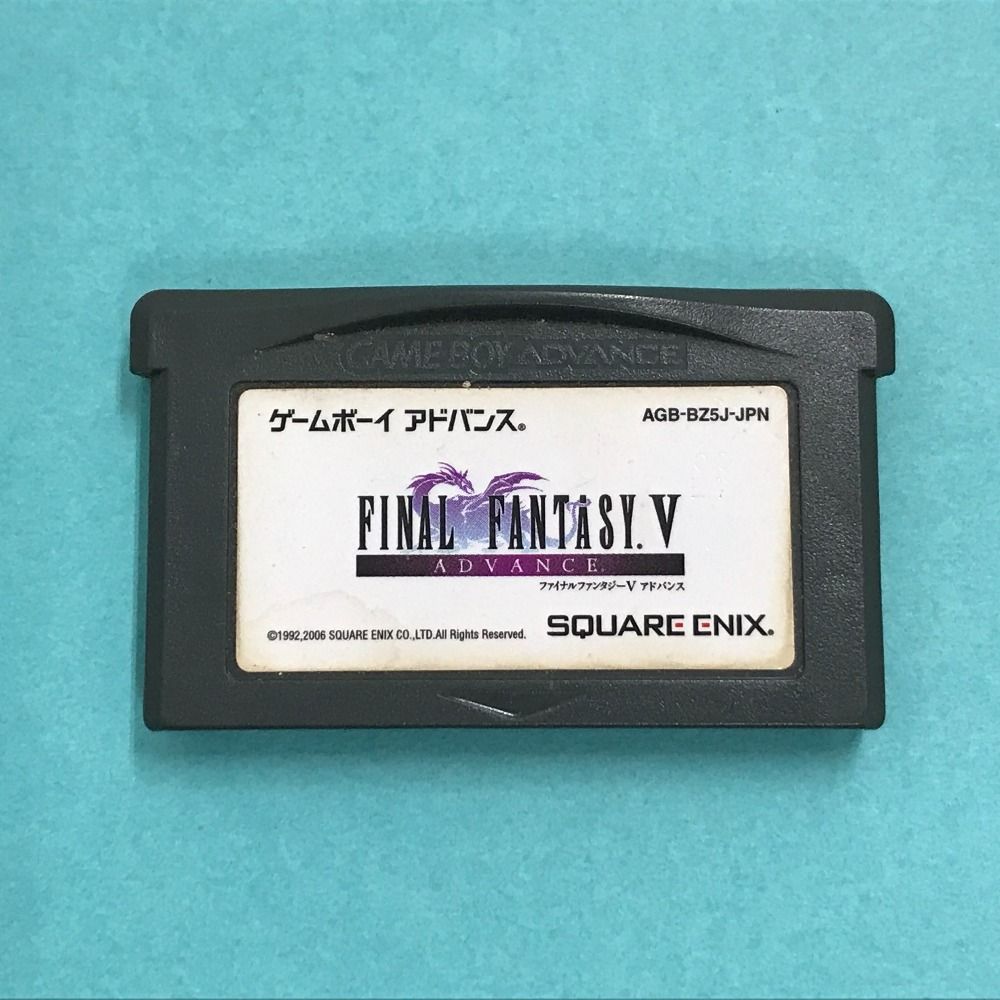 GAME BOY ADVANCE
ゲームボーイ アドバンス®
AGB-BZ5J-JPN
FINAL FANTASY. V
ADVANCE.
ファイナルファンタジーV アドバンス
©1992,2006 SQUARE ENIX CO.,LTD.All Rights Reserved.
SQUARE ENIX.